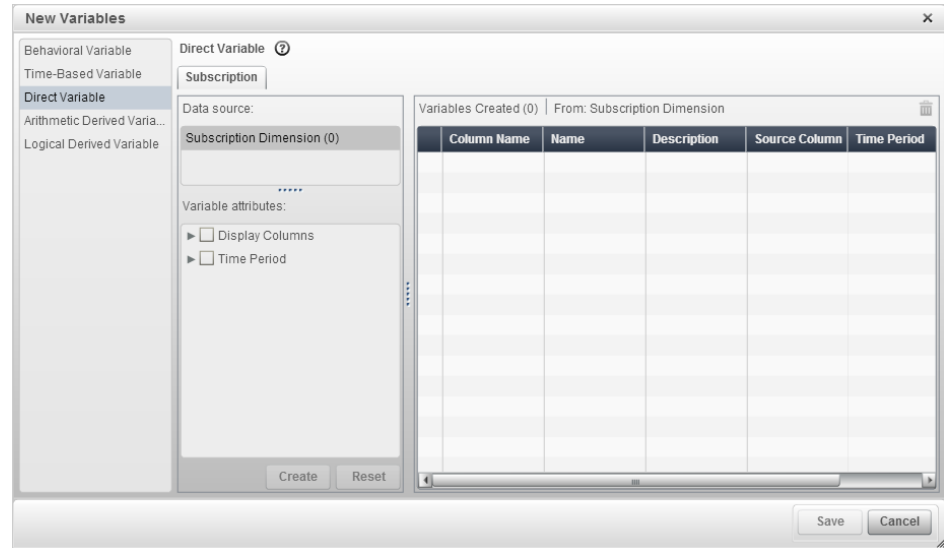 New Variables
Behavioral Variable
Time-Based Variable
Direct Variable
Arithmetic Derived Varia...
Logical Derived Variable
Direct Variable ?
Subscription
Data source:
Subscription Dimension (0)
Variable attributes:
Display Columns
Time Period
Create Reset
Variables Created (0) | From: Subscription Dimension
Column Name Name Description Source Column Time Period
Save Cancel